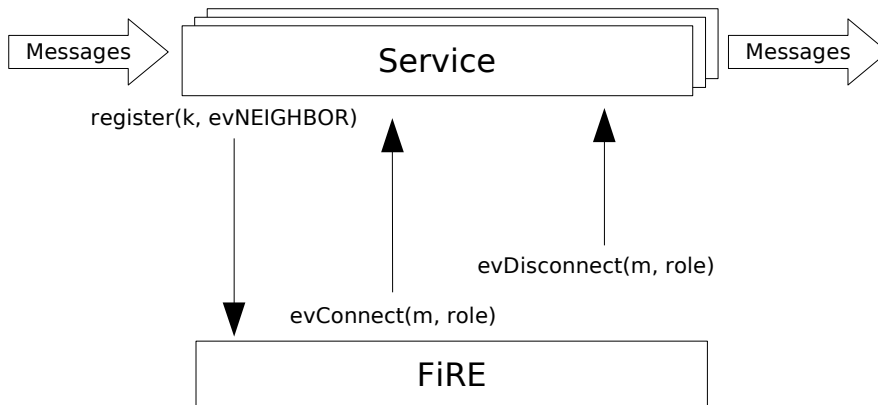 Messages
Service
Messages
register(k, evNEIGHBOR)
evDisconnect(m, role)
evConnect(m, role)
FiRE